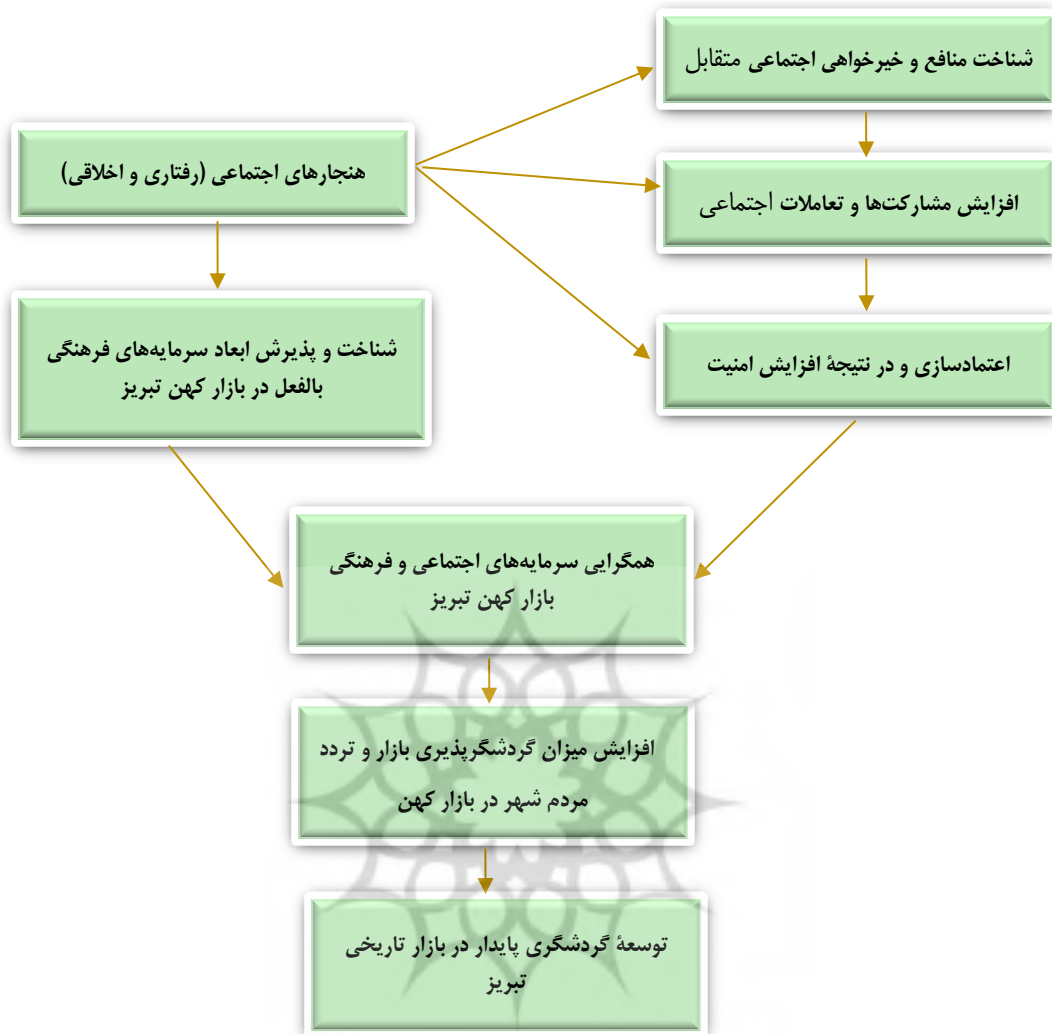 شناخت منافع و خیرخواهی اجتماعی متقابل
هنجارهای اجتماعی (رفتاری و اخلاقی)
افزایش مشارکت‌ها و تعاملات اجتماعی
شناخت و پذیرش ابعاد سرمایه‌های فرهنگی
بالفعل در بازار کهن تبریز
اعتمادسازی و در نتیجهٔ افزایش امنیت
همگرایی سرمایه‌های اجتماعی و فرهنگی
بازار کهن تبریز
افزایش میزان گردشگرپذیری بازار و تردد
مردم شهر در بازار کهن
توسعهٔ گردشگری پایدار در بازار تاریخی
تبریز